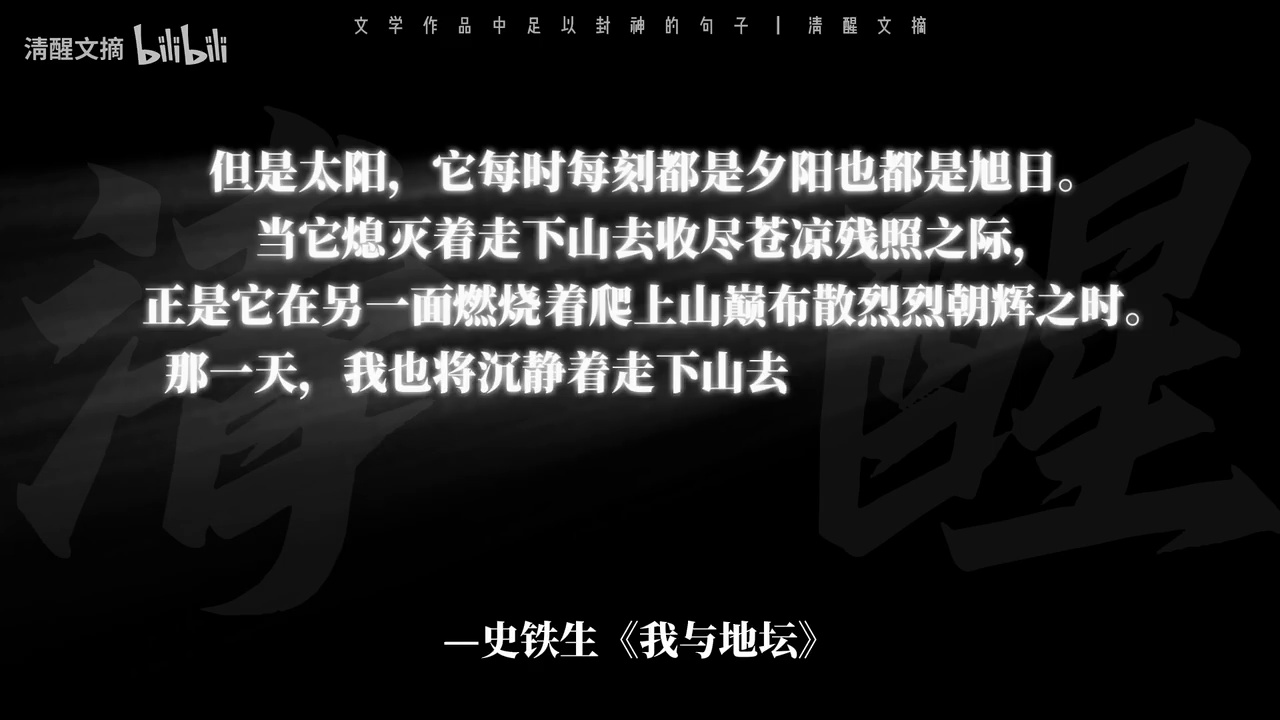 文学作品中足以封神的句子 | 清醒文摘
清醒文摘 bilibili
但是太阳，它每时每刻都是夕阳也都是旭日。
当它熄灭着走下山去收尽苍凉残照之际，
正是它在另一面燃烧着爬上山巅布散烈烈朝辉之时。
那一天，我也将沉静着走下山去
—史铁生《我与地坛》
清醒